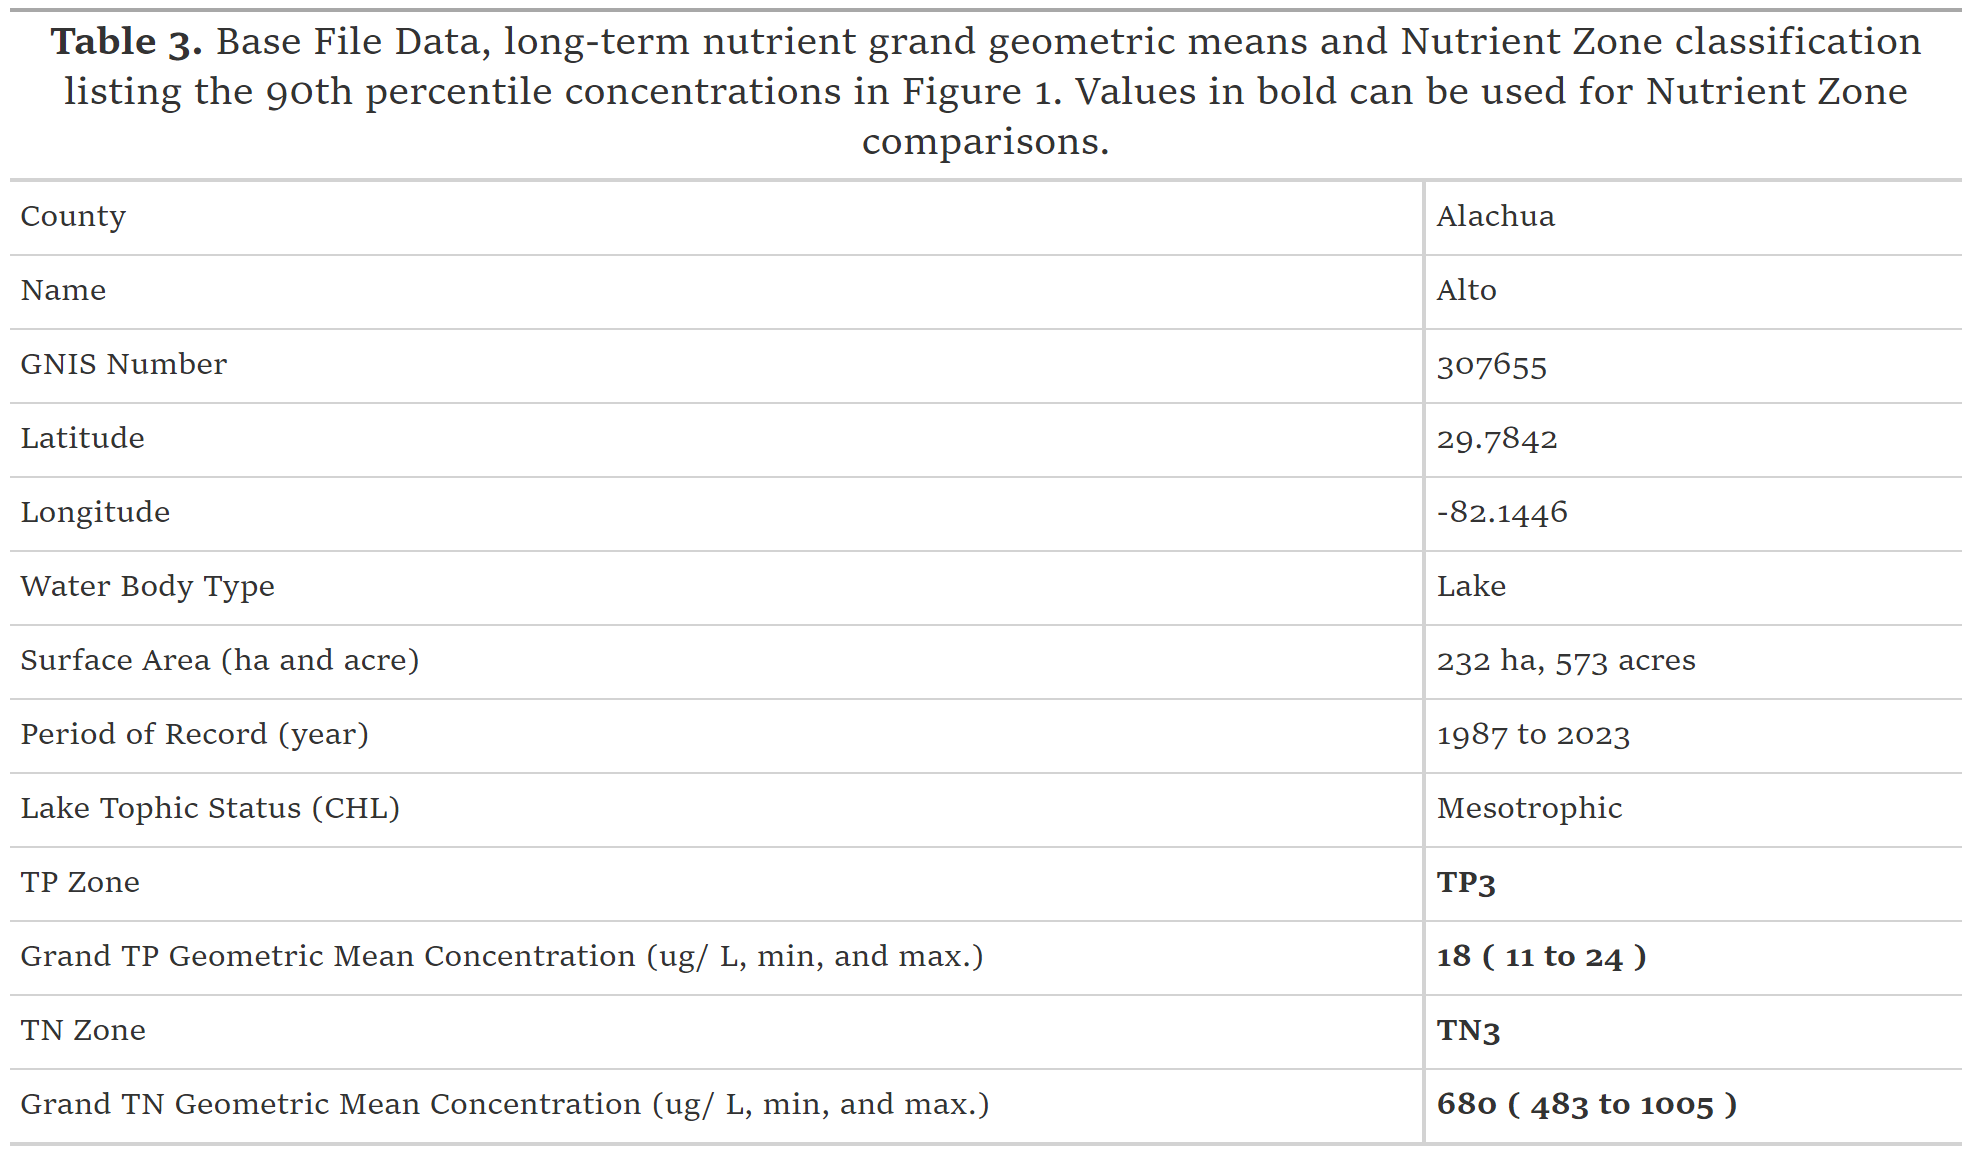 Table 3. Base File Data, long-term nutrient grand geometric means and Nutrient Zone classification
listing the 90th percentile concentrations in Figure 1. Values in bold can be used for Nutrient Zone
comparisons.
County Alachua
Name Alto
GNIS Number 307655
Latitude 29.7842
Longitude -82.1446
Water Body Type Lake
Surface Area (ha and acre) 232 ha, 573 acres
Period of Record (year) 1987 to 2023
Lake Tophic Status (CHL) Mesotrophic
TP Zone TP3
Grand TP Geometric Mean Concentration (ug/ L, min, and max.) 18 ( 11 to 24 )
TN Zone TN3
Grand TN Geometric Mean Concentration (ug/ L, min, and max.) 680 ( 483 to 1005 )